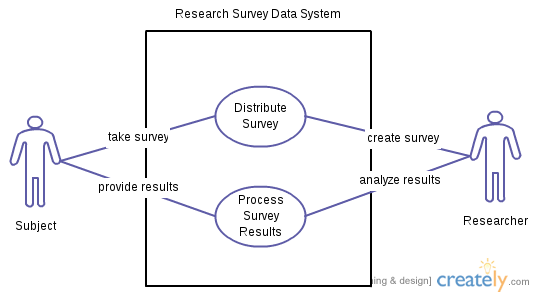 Research Survey Data System
Distribute
Survey
take survey
create survey
provide results
analyze results
Process
Survey
Results
Subject
Researcher
ing & design]
creately.com